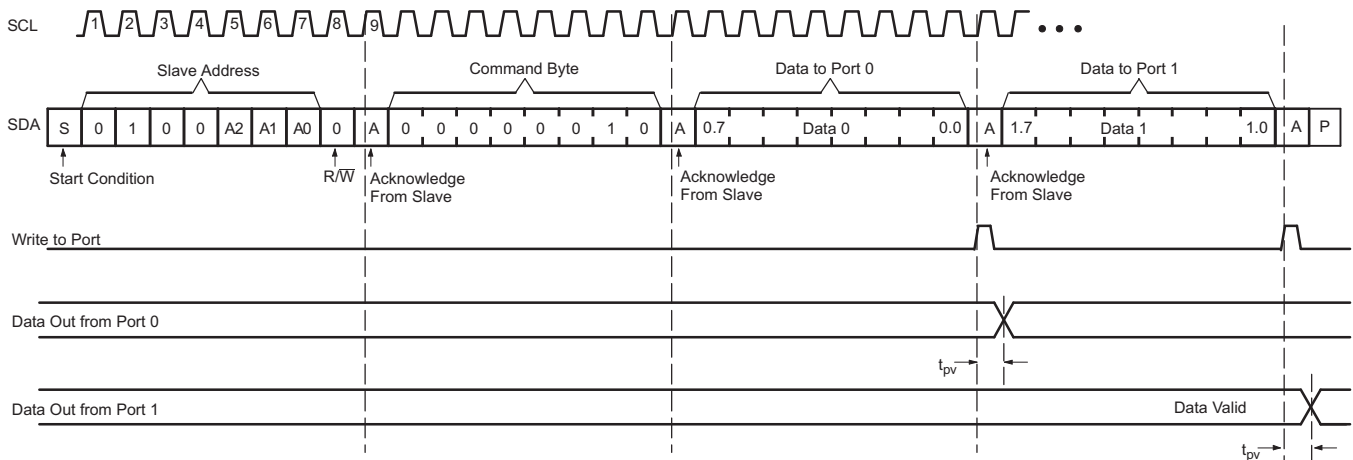 SCL 1 2 3 4 5 6 7 8 9 • • •
Slave Address Command Byte Data to Port 0 Data to Port 1
SDA S 0 1 0 0 A2 A1 A0 0 A 0 0 0 0 0 0 1 0 A 0.7 Data 0 0.0 A 1.7 Data 1 1.0 A P
Start Condition R/W̅ Acknowledge From Slave Acknowledge From Slave Acknowledge From Slave
Write to Port
Data Out from Port 0
tpv
Data Out from Port 1 Data Valid
tpv